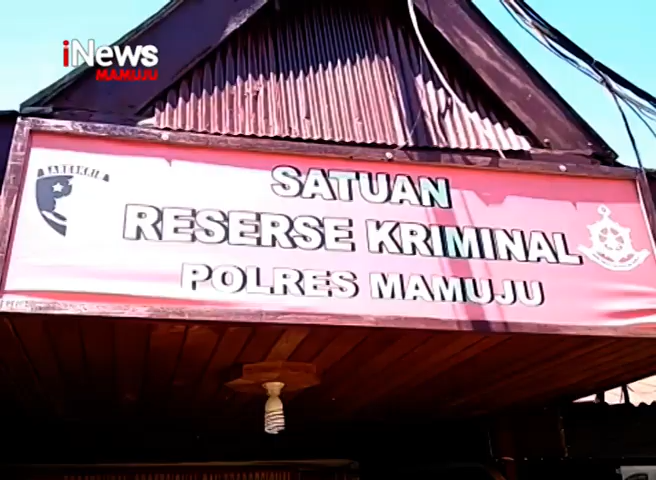 iNews
MAMUJU
SATUAN
RESERSE KRIMINAL
POLRES MAMUJU